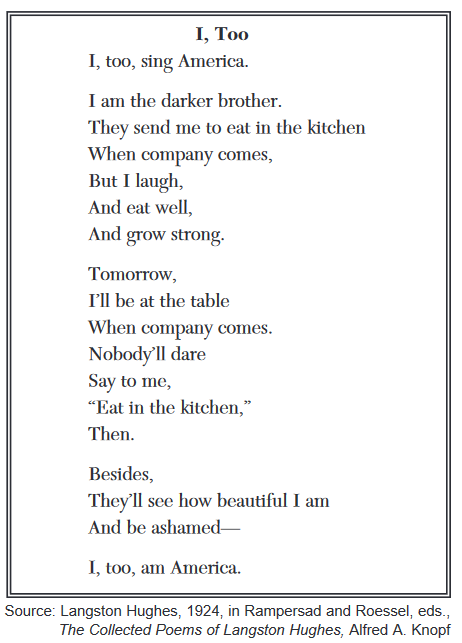 I, Too
I, too, sing America.
I am the darker brother.
They send me to eat in the kitchen
When company comes,
But I laugh,
And eat well,
And grow strong.
Tomorrow,
I’ll be at the table
When company comes.
Nobody’ll dare
Say to me,
“Eat in the kitchen,”
Then.
Besides,
They’ll see how beautiful I am
And be ashamed—
I, too, am America.
Source: Langston Hughes, 1924, in Rampersad and Roessel, eds.,
The Collected Poems of Langston Hughes, Alfred A. Knopf